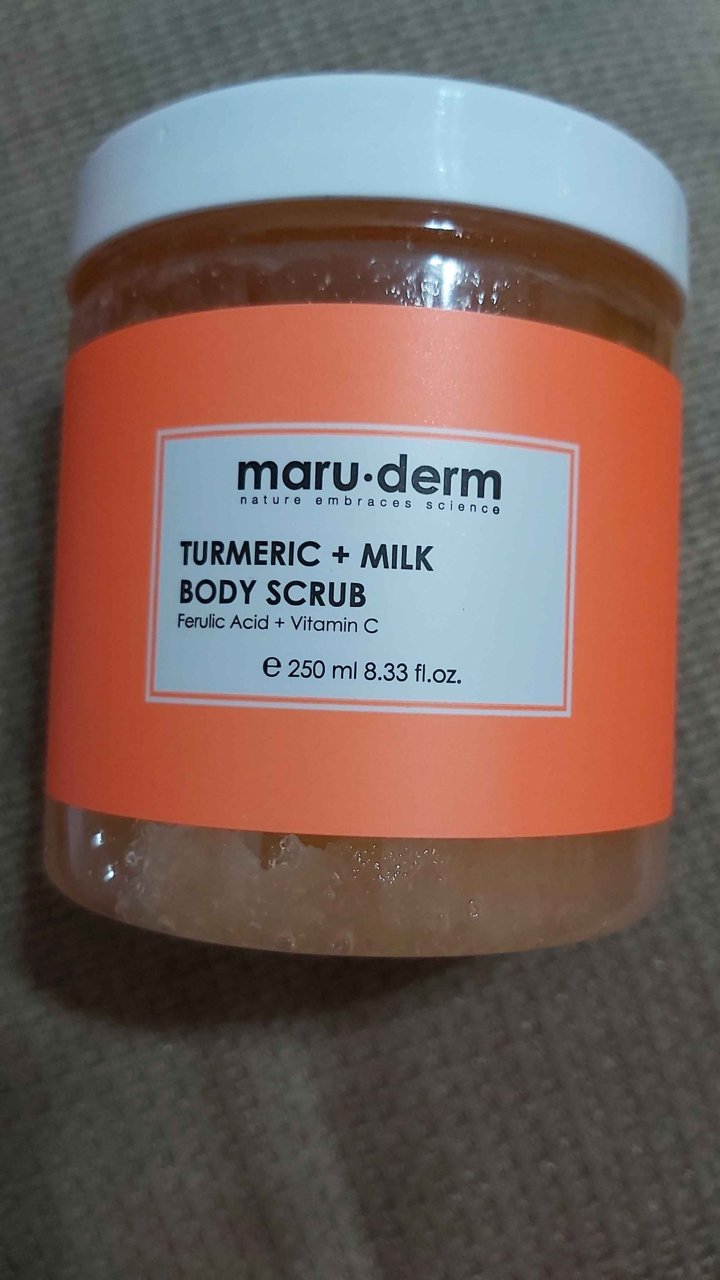 maru•derm
nature embraces science
TURMERIC + MILK
BODY SCRUB
Ferulic Acid + Vitamin C
℮ 250 ml 8.33 fl.oz.